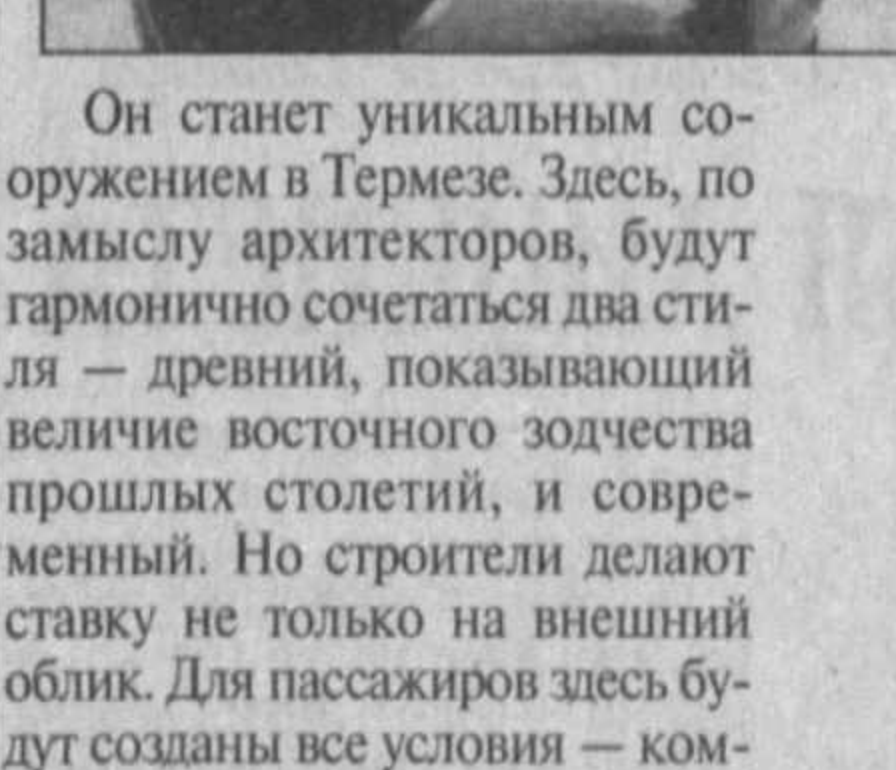 Он станет уникальным со-
оружением в Термезе. Здесь, по
замыслу архитекторов, будут
гармонично сочетаться два сти-
ля — древний, показывающий
величие восточного зодчества
прошлых столетий, и совре-
менный. Но строители делают
ставку не только на внешний
облик. Для пассажиров здесь бу-
дут созданы все условия — ком-